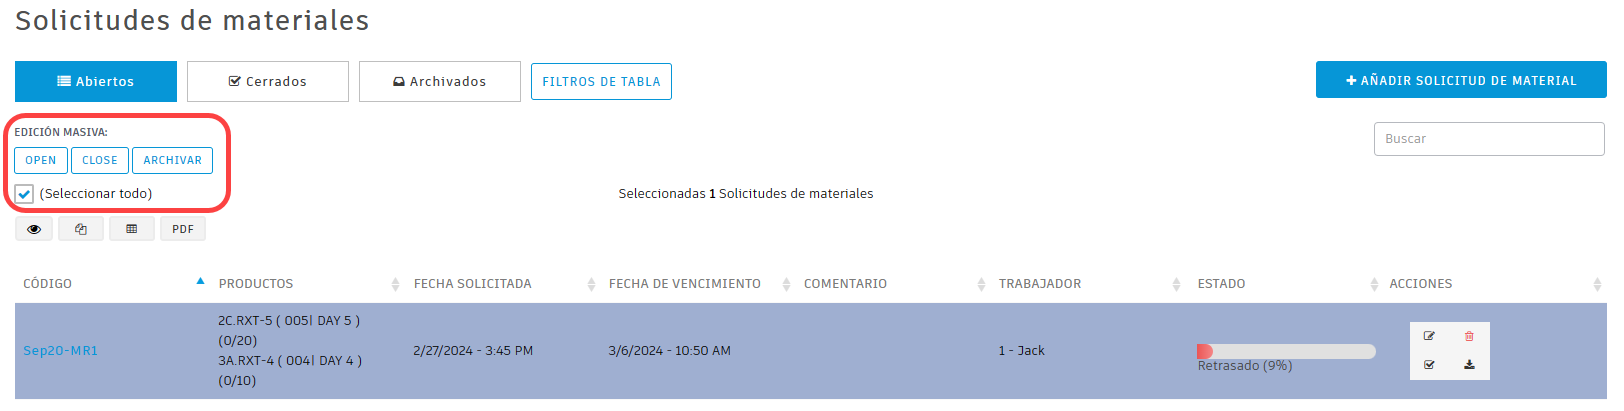 Solicitudes de materiales
Abiertos
Cerrados
Archivados
FILTROS DE TABLA
AÑADIR SOLICITUD DE MATERIAL
EDICIÓN MASIVA:
Buscar
OPEN
CLOSE
ARCHIVAR
(Seleccionar todo)
Seleccionadas 1 Solicitudes de materiales
PDF
CÓDIGO
PRODUCTOS
FECHA SOLICITADA
FECHA DE VENCIMIENTO
COMENTARIO
TRABAJADOR
ESTADO
ACCIONES
Sep20-MR1
2C.RXT-5 ( 005| DAY 5 )
(0/20)
3A.RXT-4 ( 004| DAY 4 )
(0/10)
2/27/2024 - 3:45 PM
3/6/2024 - 10:50 AM
1 - Jack
Retrasado (9%)